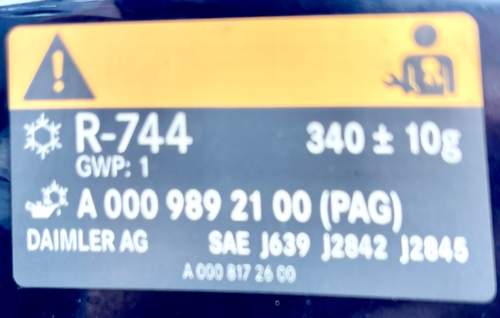 R-744 340 ± 10g
GWP: 1
A 000 989 21 00 (PAG)
DAIMLER AG SAE J639 J2842 J2845
A 000 817 26 00